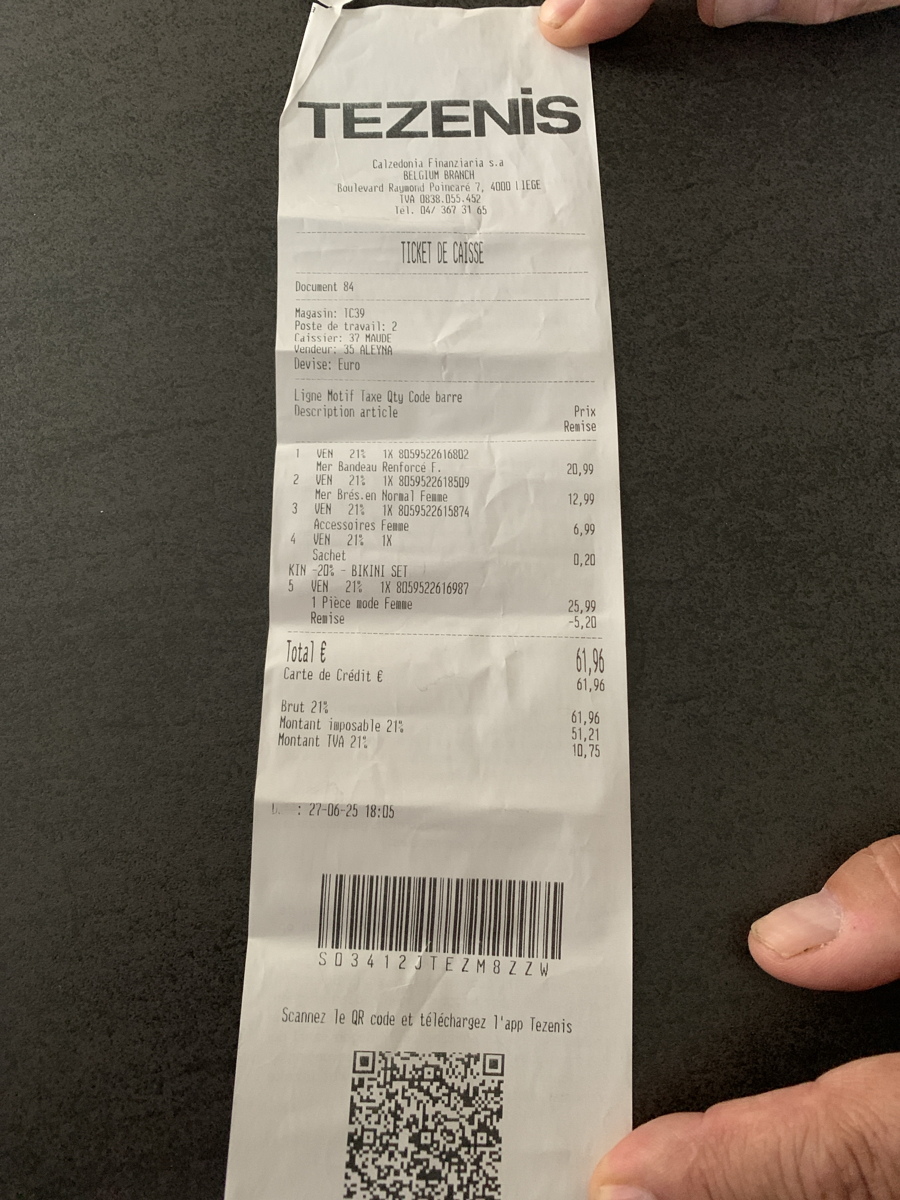 TEZENiS
Calzedonia Finanziaria s.a
BELGIUM BRANCH
Boulevard Raymond Poincaré 7, 4000 LIEGE
TVA 0838.055.452
Tel. 04/ 367 31 65
TICKET DE CAISSE
Document 84
Magasin: TC39
Poste de travail: 2
Caissier: 37 MAUDE
Vendeur: 35 ALEYNA
Devise: Euro
Ligne Motif Taxe Qty Code barre
Description article Prix
Remise
1 VEN 21% 1X 8059522616802
Mer Bandeau Renforcé F. 20,99
2 VEN 21% 1X 8059522618509
Mer Brés.en Normal Femme 12,99
3 VEN 21% 1X 8059522615874
Accessoires Femme 6,99
4 VEN 21% 1X
Sachet 0,20
KIN -20% - BIKINI SET
5 VEN 21% 1X 8059522616987
1 Pièce mode Femme 25,99
Remise -5,20
Total € 61,96
Carte de Crédit € 61,96
Brut 21% 61,96
Montant imposable 21% 51,21
Montant TVA 21% 10,75
: 27-06-25 18:05
S03412JTEZM8ZZW
Scannez le QR code et téléchargez l'app Tezenis